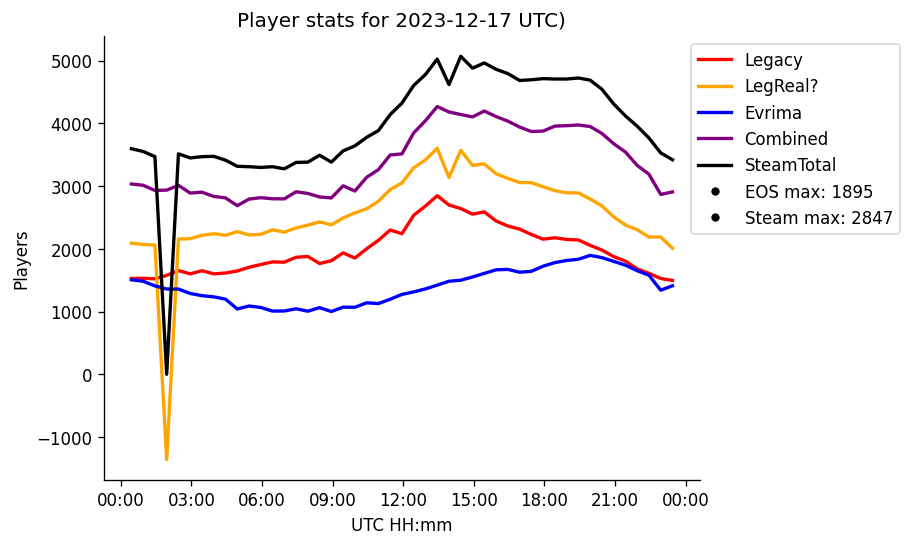 Player stats for 2023-12-17 UTC)
Legacy
LegReal?
Evrima
Combined
SteamTotal
EOS max: 1895
Steam max: 2847
Players
5000
4000
3000
2000
1000
0
−1000
00:00 03:00 06:00 09:00 12:00 15:00 18:00 21:00 00:00
UTC HH:mm